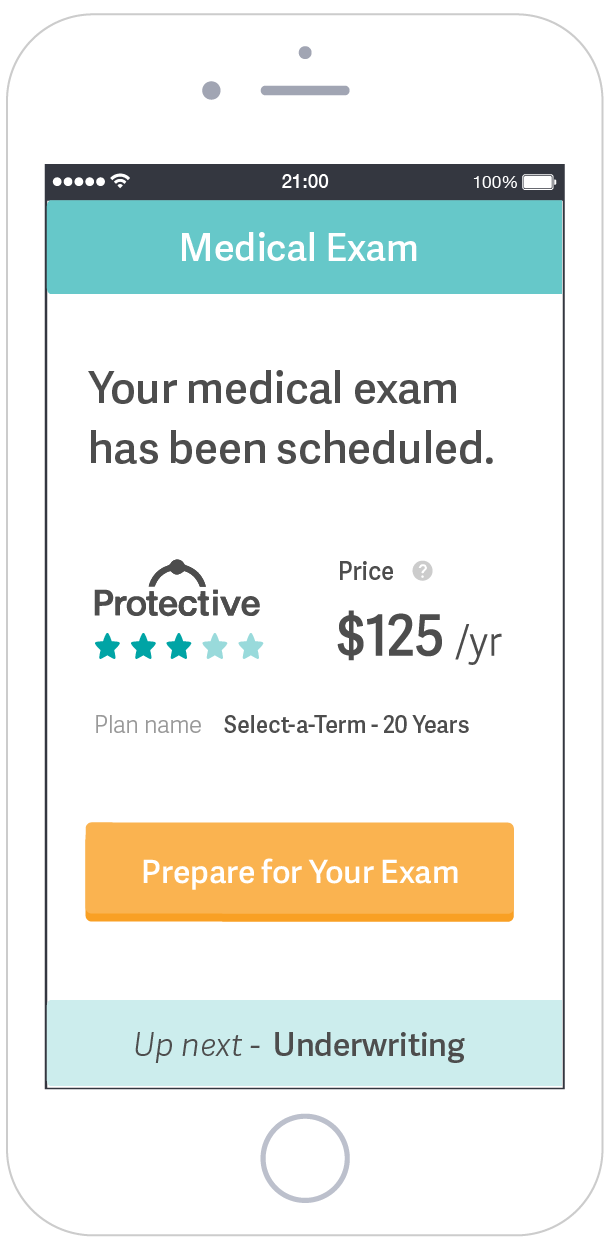 21:00
100%
Medical Exam
Your medical exam
has been scheduled.
Protective
Price ?
$125 /yr
Plan name Select-a-Term - 20 Years
Prepare for Your Exam
Up next - Underwriting